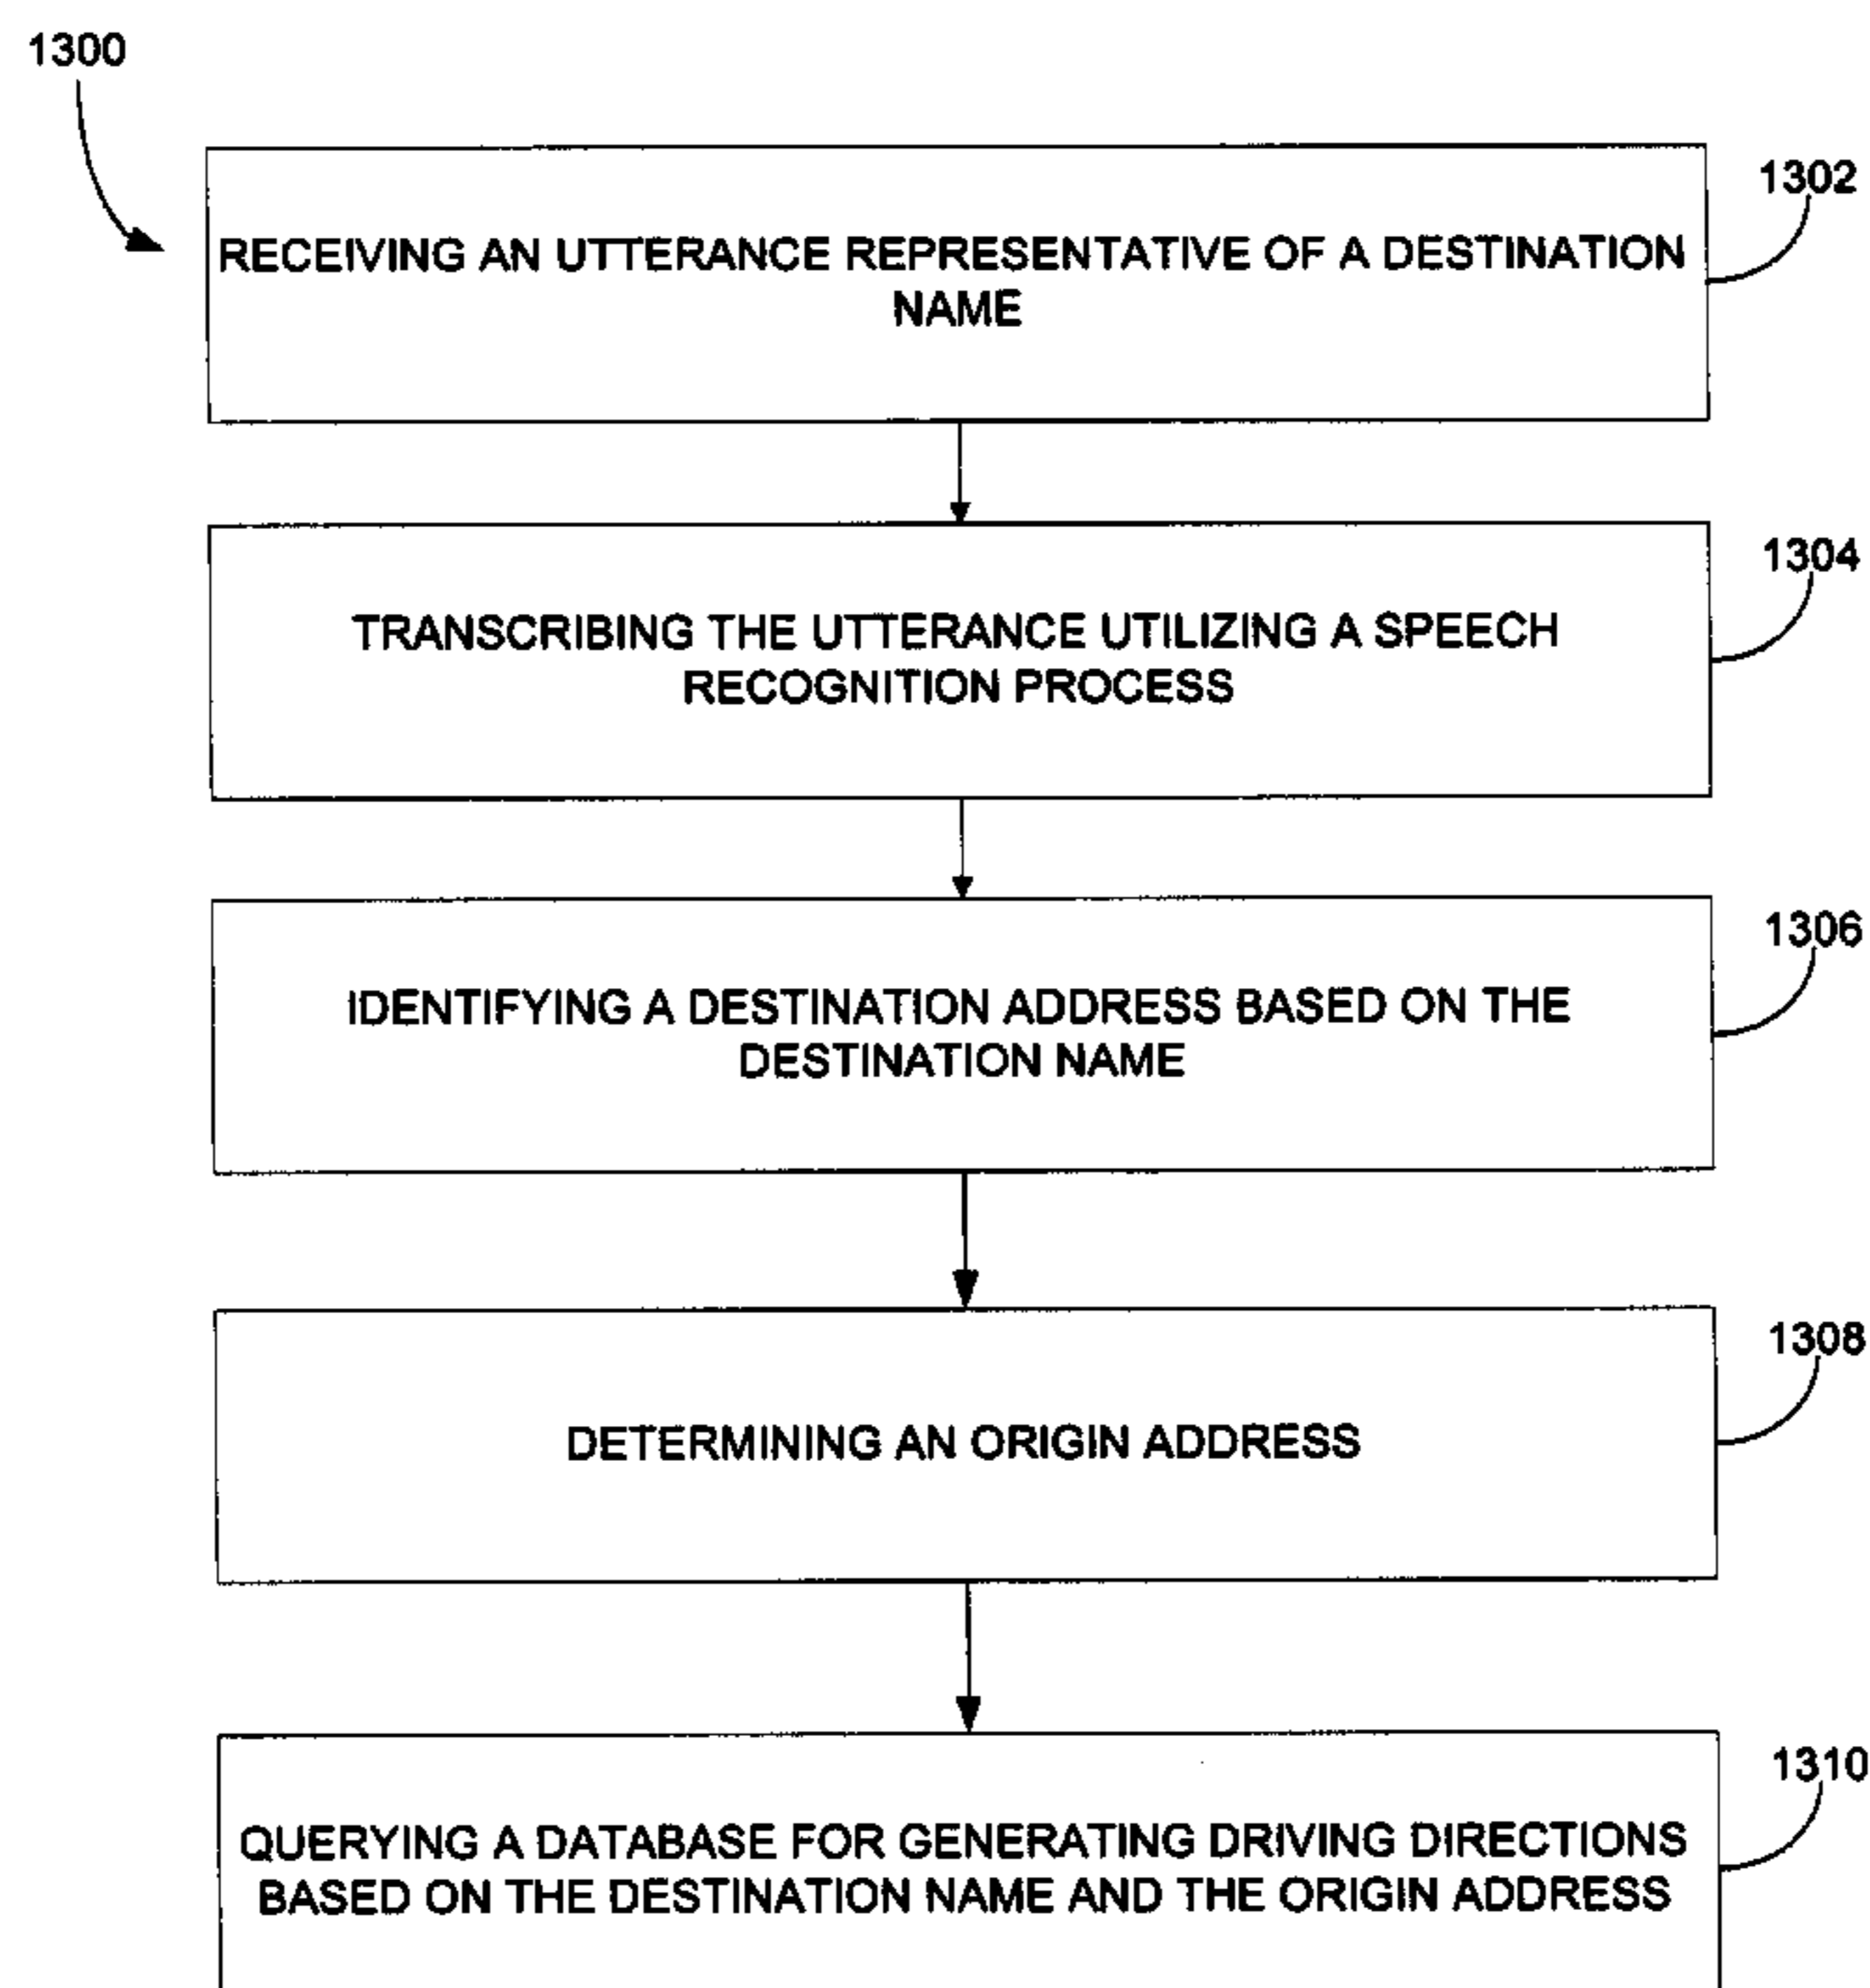 1300
1302
RECEIVING AN UTTERANCE REPRESENTATIVE OF A DESTINATION
NAME
1304
TRANSCRIBING THE UTTERANCE UTILIZING A SPEECH
RECOGNITION PROCESS
1306
IDENTIFYING A DESTINATION ADDRESS BASED ON THE
DESTINATION NAME
1308
DETERMINING AN ORIGIN ADDRESS
1310
QUERYING A DATABASE FOR GENERATING DRIVING DIRECTIONS
BASED ON THE DESTINATION NAME AND THE ORIGIN ADDRESS